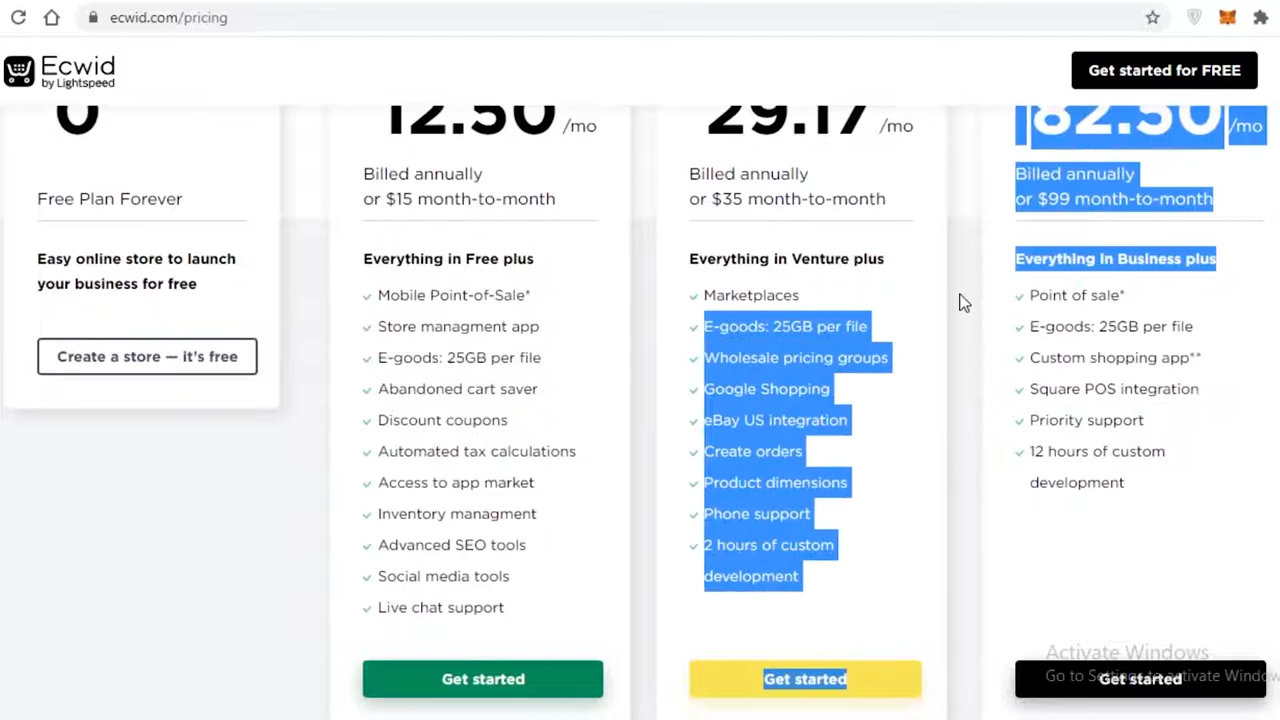 ecwid.com/pricing
Ecwid
by Lightspeed
Get started for FREE
0
Free Plan Forever
Easy online store to launch
your business for free
Create a store — it's free
12.50 /mo
Billed annually
or $15 month-to-month
Everything in Free plus
Mobile Point-of-Sale*
Store managment app
E-goods: 25GB per file
Abandoned cart saver
Discount coupons
Automated tax calculations
Access to app market
Inventory managment
Advanced SEO tools
Social media tools
Live chat support
Get started
29.17 /mo
Billed annually
or $35 month-to-month
Everything in Venture plus
Marketplaces
E-goods: 25GB per file
Wholesale pricing groups
Google Shopping
eBay US integration
Create orders
Product dimensions
Phone support
2 hours of custom
development
Get started
82.50 /mo
Billed annually
or $99 month-to-month
Everything in Business plus
Point of sale*
E-goods: 25GB per file
Custom shopping app**
Square POS integration
Priority support
12 hours of custom
development
Get started
Activate Windows
Go to Settings to activate Window